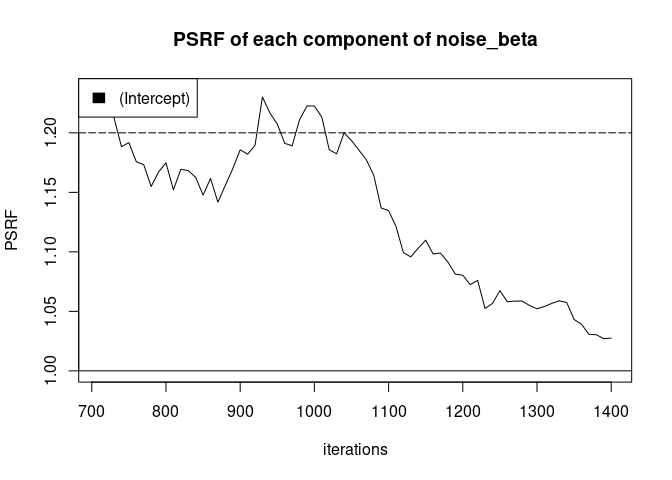 PSRF of each component of noise_beta
(Intercept)
PSRF
1.20
1.15
1.10
1.05
1.00
700 800 900 1000 1100 1200 1300 1400
iterations